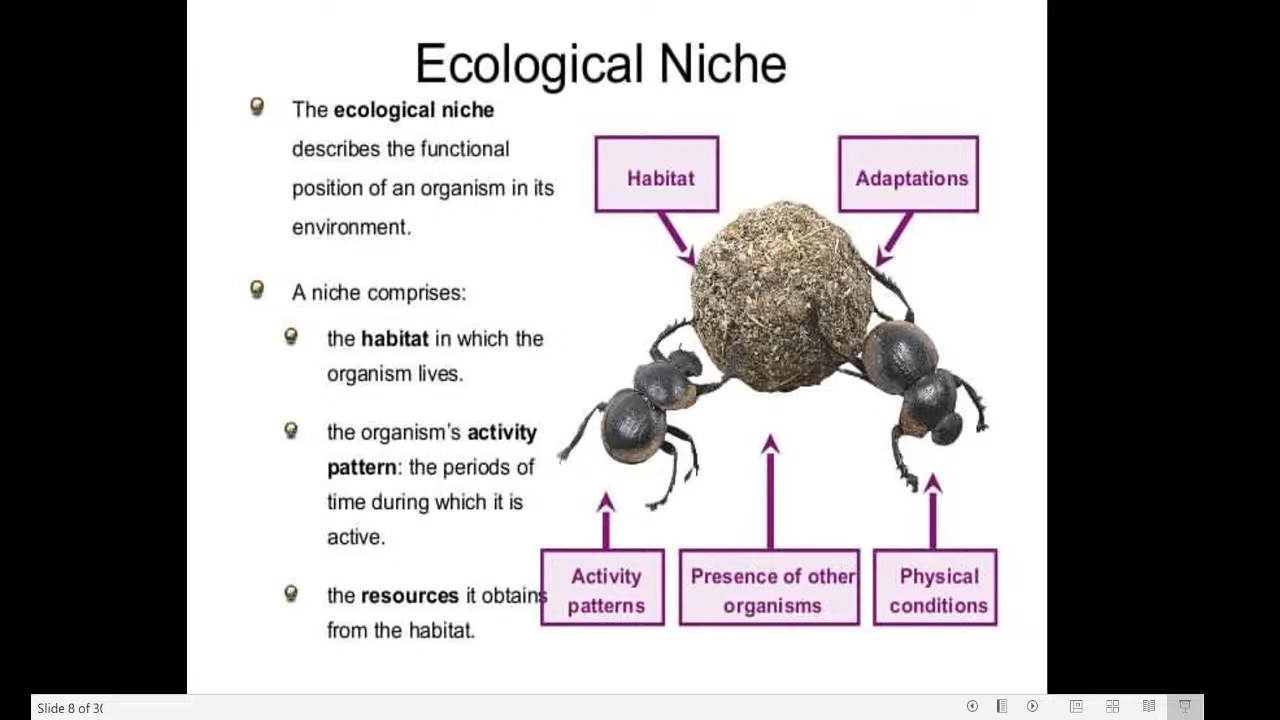 Ecological Niche
The ecological niche
describes the functional
position of an organism in its
environment.
A niche comprises:
the habitat in which the
organism lives.
the organism's activity
pattern: the periods of
time during which it is
active.
the resources it obtains
from the habitat.
Habitat
Adaptations
Activity
patterns
Presence of other
organisms
Physical
conditions
Slide 8 of 30